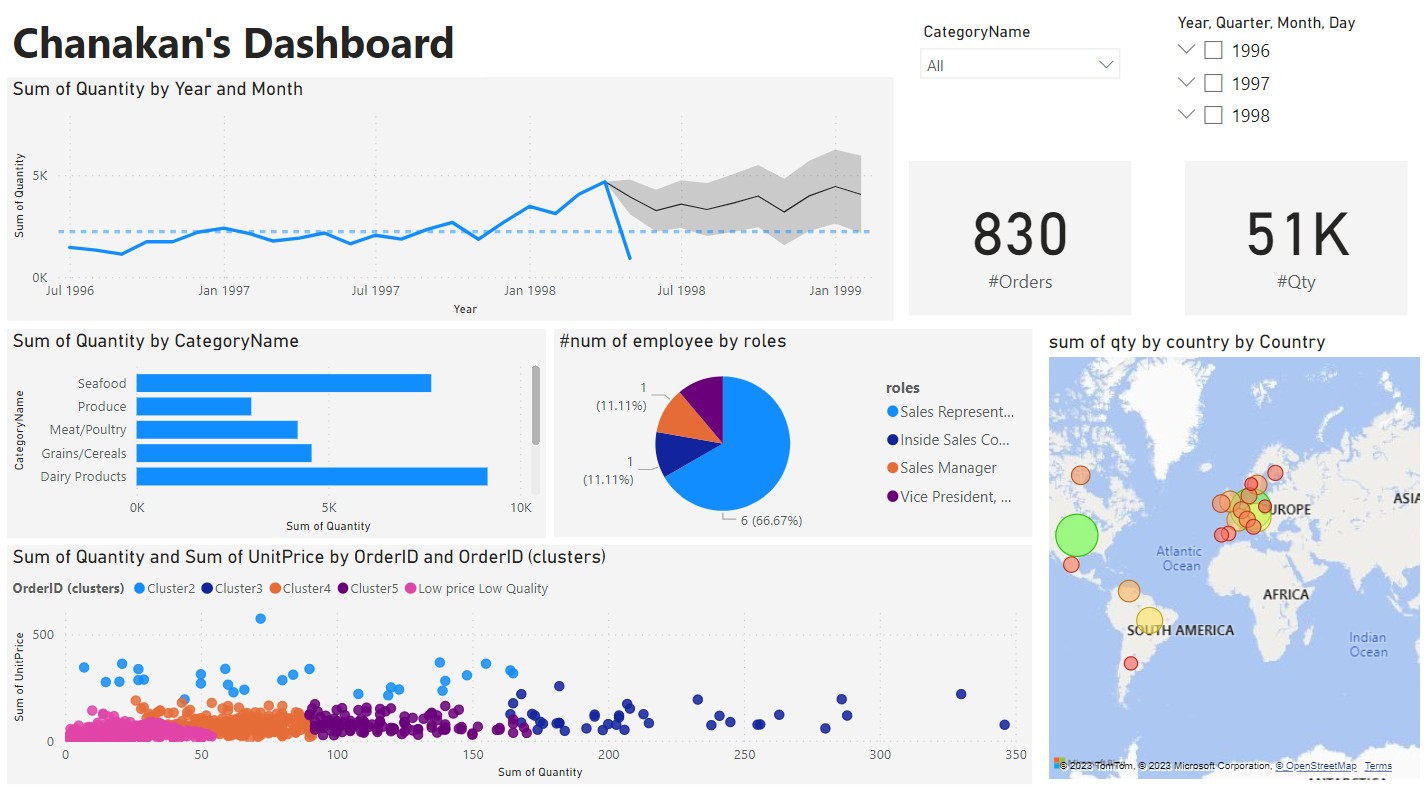 Chanakan's Dashboard
CategoryName
All
Year, Quarter, Month, Day
1996
1997
1998
Sum of Quantity by Year and Month
Sum of Quantity
5K
0K
Jul 1996
Jan 1997
Jul 1997
Jan 1998
Jul 1998
Jan 1999
Year
830
#Orders
51K
#Qty
Sum of Quantity by CategoryName
CategoryName
Seafood
Produce
Meat/Poultry
Grains/Cereals
Dairy Products
0K
5K
10K
Sum of Quantity
#num of employee by roles
1
(11.11%)
1
(11.11%)
6 (66.67%)
roles
Sales Represent...
Inside Sales Co...
Sales Manager
Vice President, ...
sum of qty by country by Country
UROPE
ASIA
Atlantic
Ocean
AFRICA
SOUTH AMERICA
Indian
Ocean
© 2023 TomTom, © 2023 Microsoft Corporation, © OpenStreetMap Terms
Sum of Quantity and Sum of UnitPrice by OrderID and OrderID (clusters)
OrderID (clusters)
Cluster2
Cluster3
Cluster4
Cluster5
Low price Low Quality
Sum of UnitPrice
500
0
0
50
100
150
200
250
300
350
Sum of Quantity